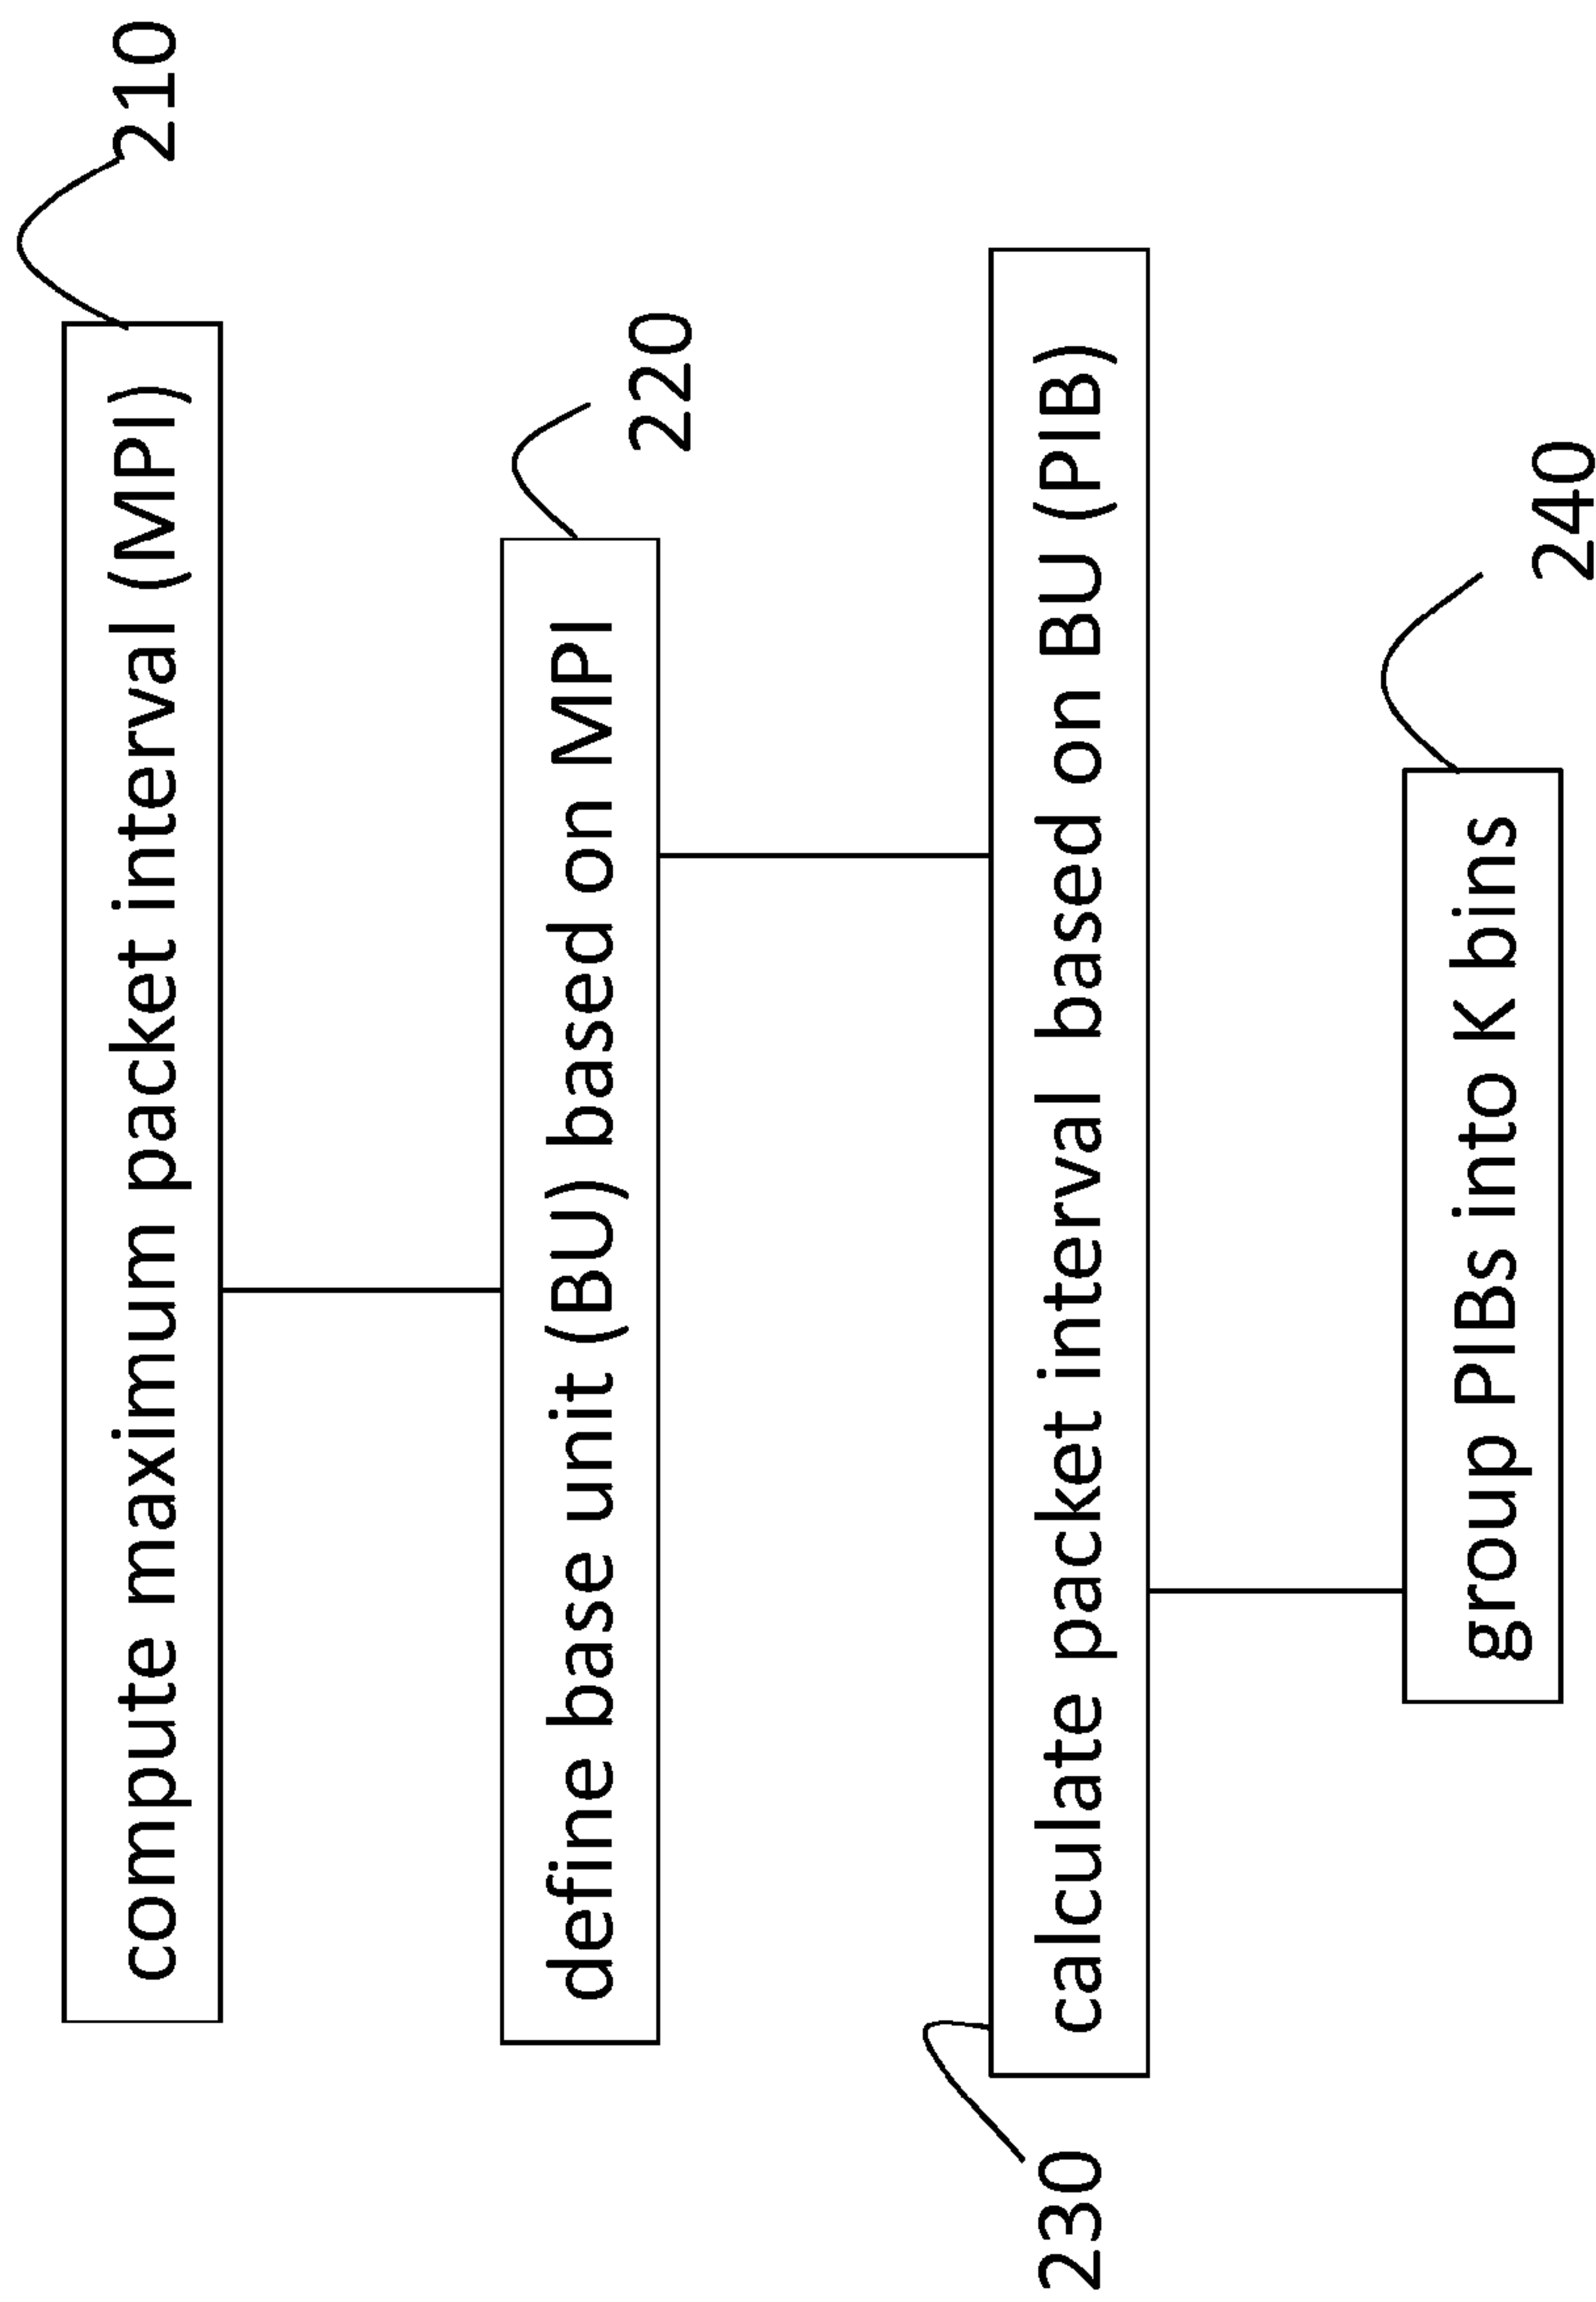 compute maximum packet interval (MPI)
210
define base unit (BU) based on MPI
220
230
calculate packet interval based on BU (PIB)
group PIBs into K bins
240